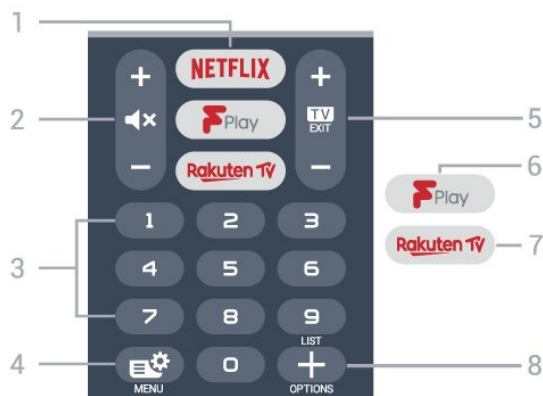 1
+ NETFLIX +
2 Play TV EXIT 5
- Rakuten TV -
6
Play
1 2 3
Rakuten TV 7
3
4 5 6
7 8 9
LIST
4 0 + 8
MENU OPTIONS